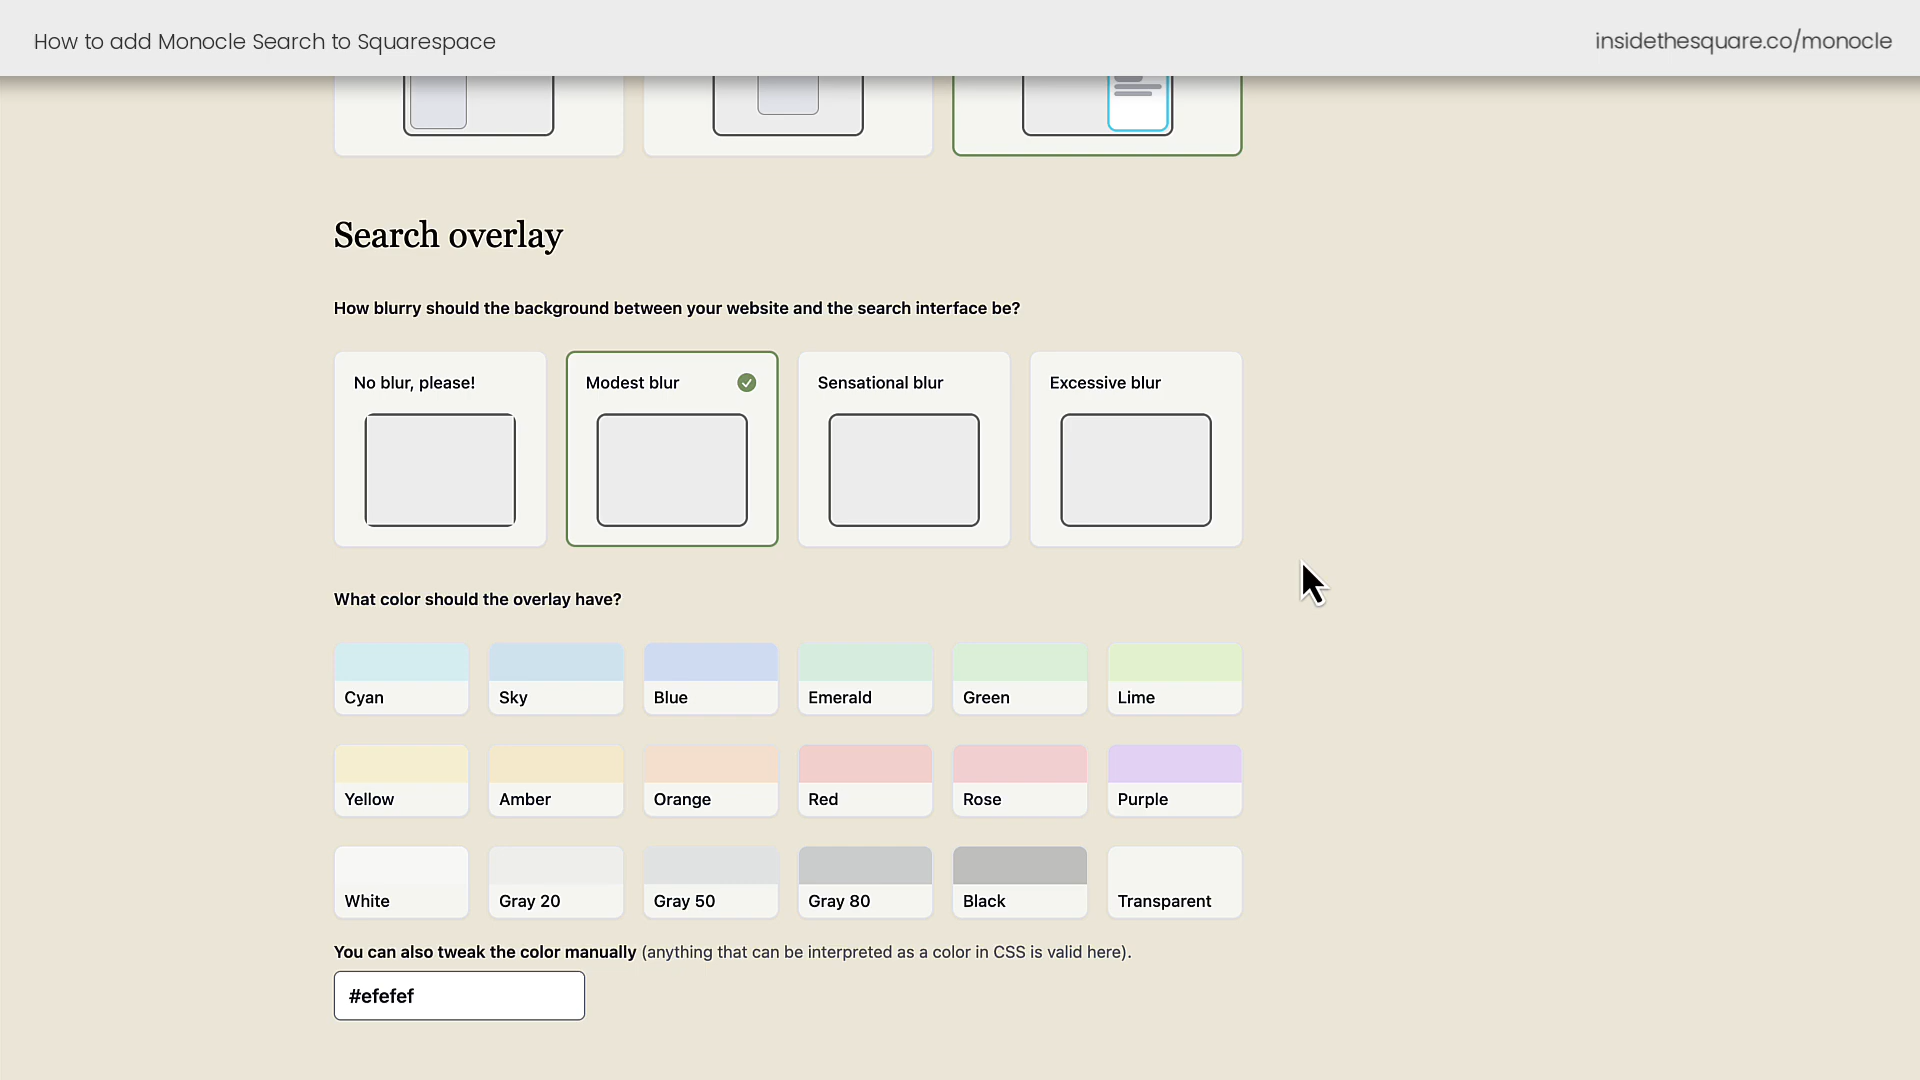 How to add Monocle Search to Squarespace
insidethesquare.co/monocle
Search overlay
How blurry should the background between your website and the search interface be?
No blur, please!
Modest blur
Sensational blur
Excessive blur
What color should the overlay have?
Cyan
Sky
Blue
Emerald
Green
Lime
Yellow
Amber
Orange
Red
Rose
Purple
White
Gray 20
Gray 50
Gray 80
Black
Transparent
You can also tweak the color manually (anything that can be interpreted as a color in CSS is valid here).
#efefef